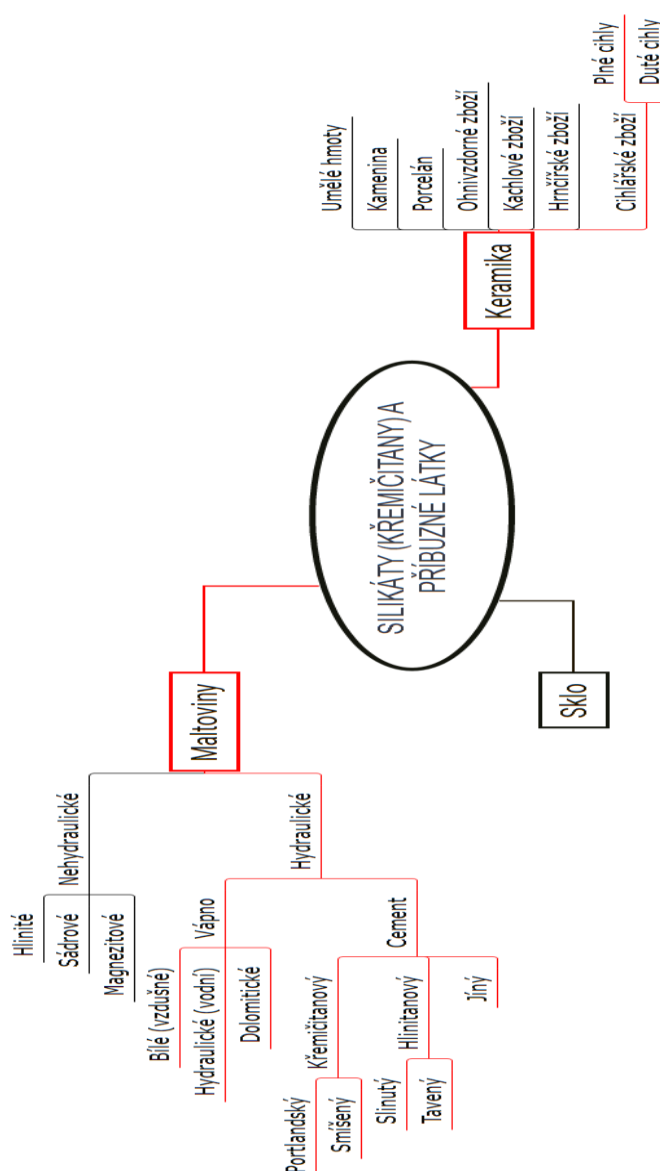 SILIKÁTY (KŘEMIČITANY) A
PŘÍBUZNÉ LÁTKY
Maltoviny
Nehydraulické
Hlinité
Sádrové
Magnezitové
Hydraulické
Vápno
Bílé (vzdušné)
Hydraulické (vodní)
Dolomitické
Cement
Křemičitanový
Portlandský
Smíšený
Hlinitanový
Slinutý
Tavený
Jíný
Sklo
Keramika
Umělé hmoty
Kamenina
Porcelán
Ohnivzdorné zboží
Kachlové zboží
Hrnčířské zboží
Cihlářské zboží
Plné cihly
Duté cihly